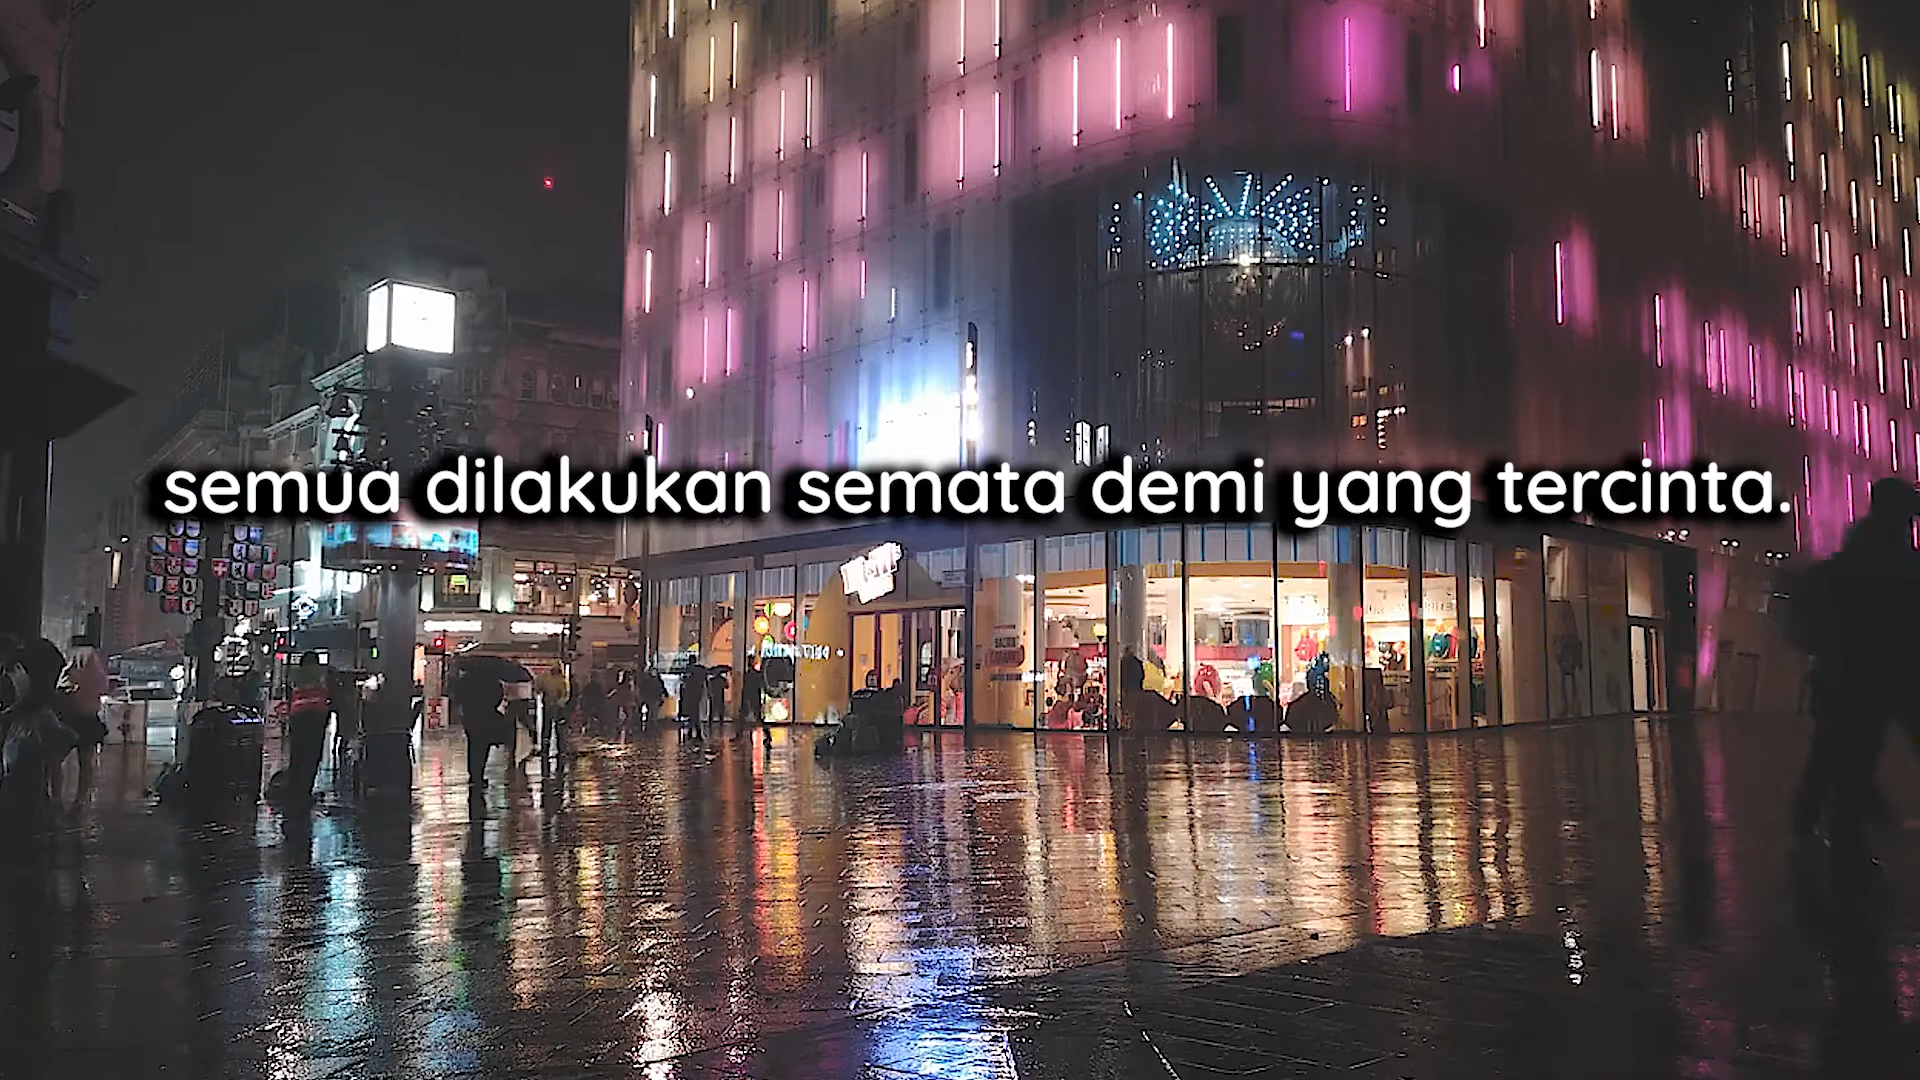 semua dilakukan semata demi yang tercinta.